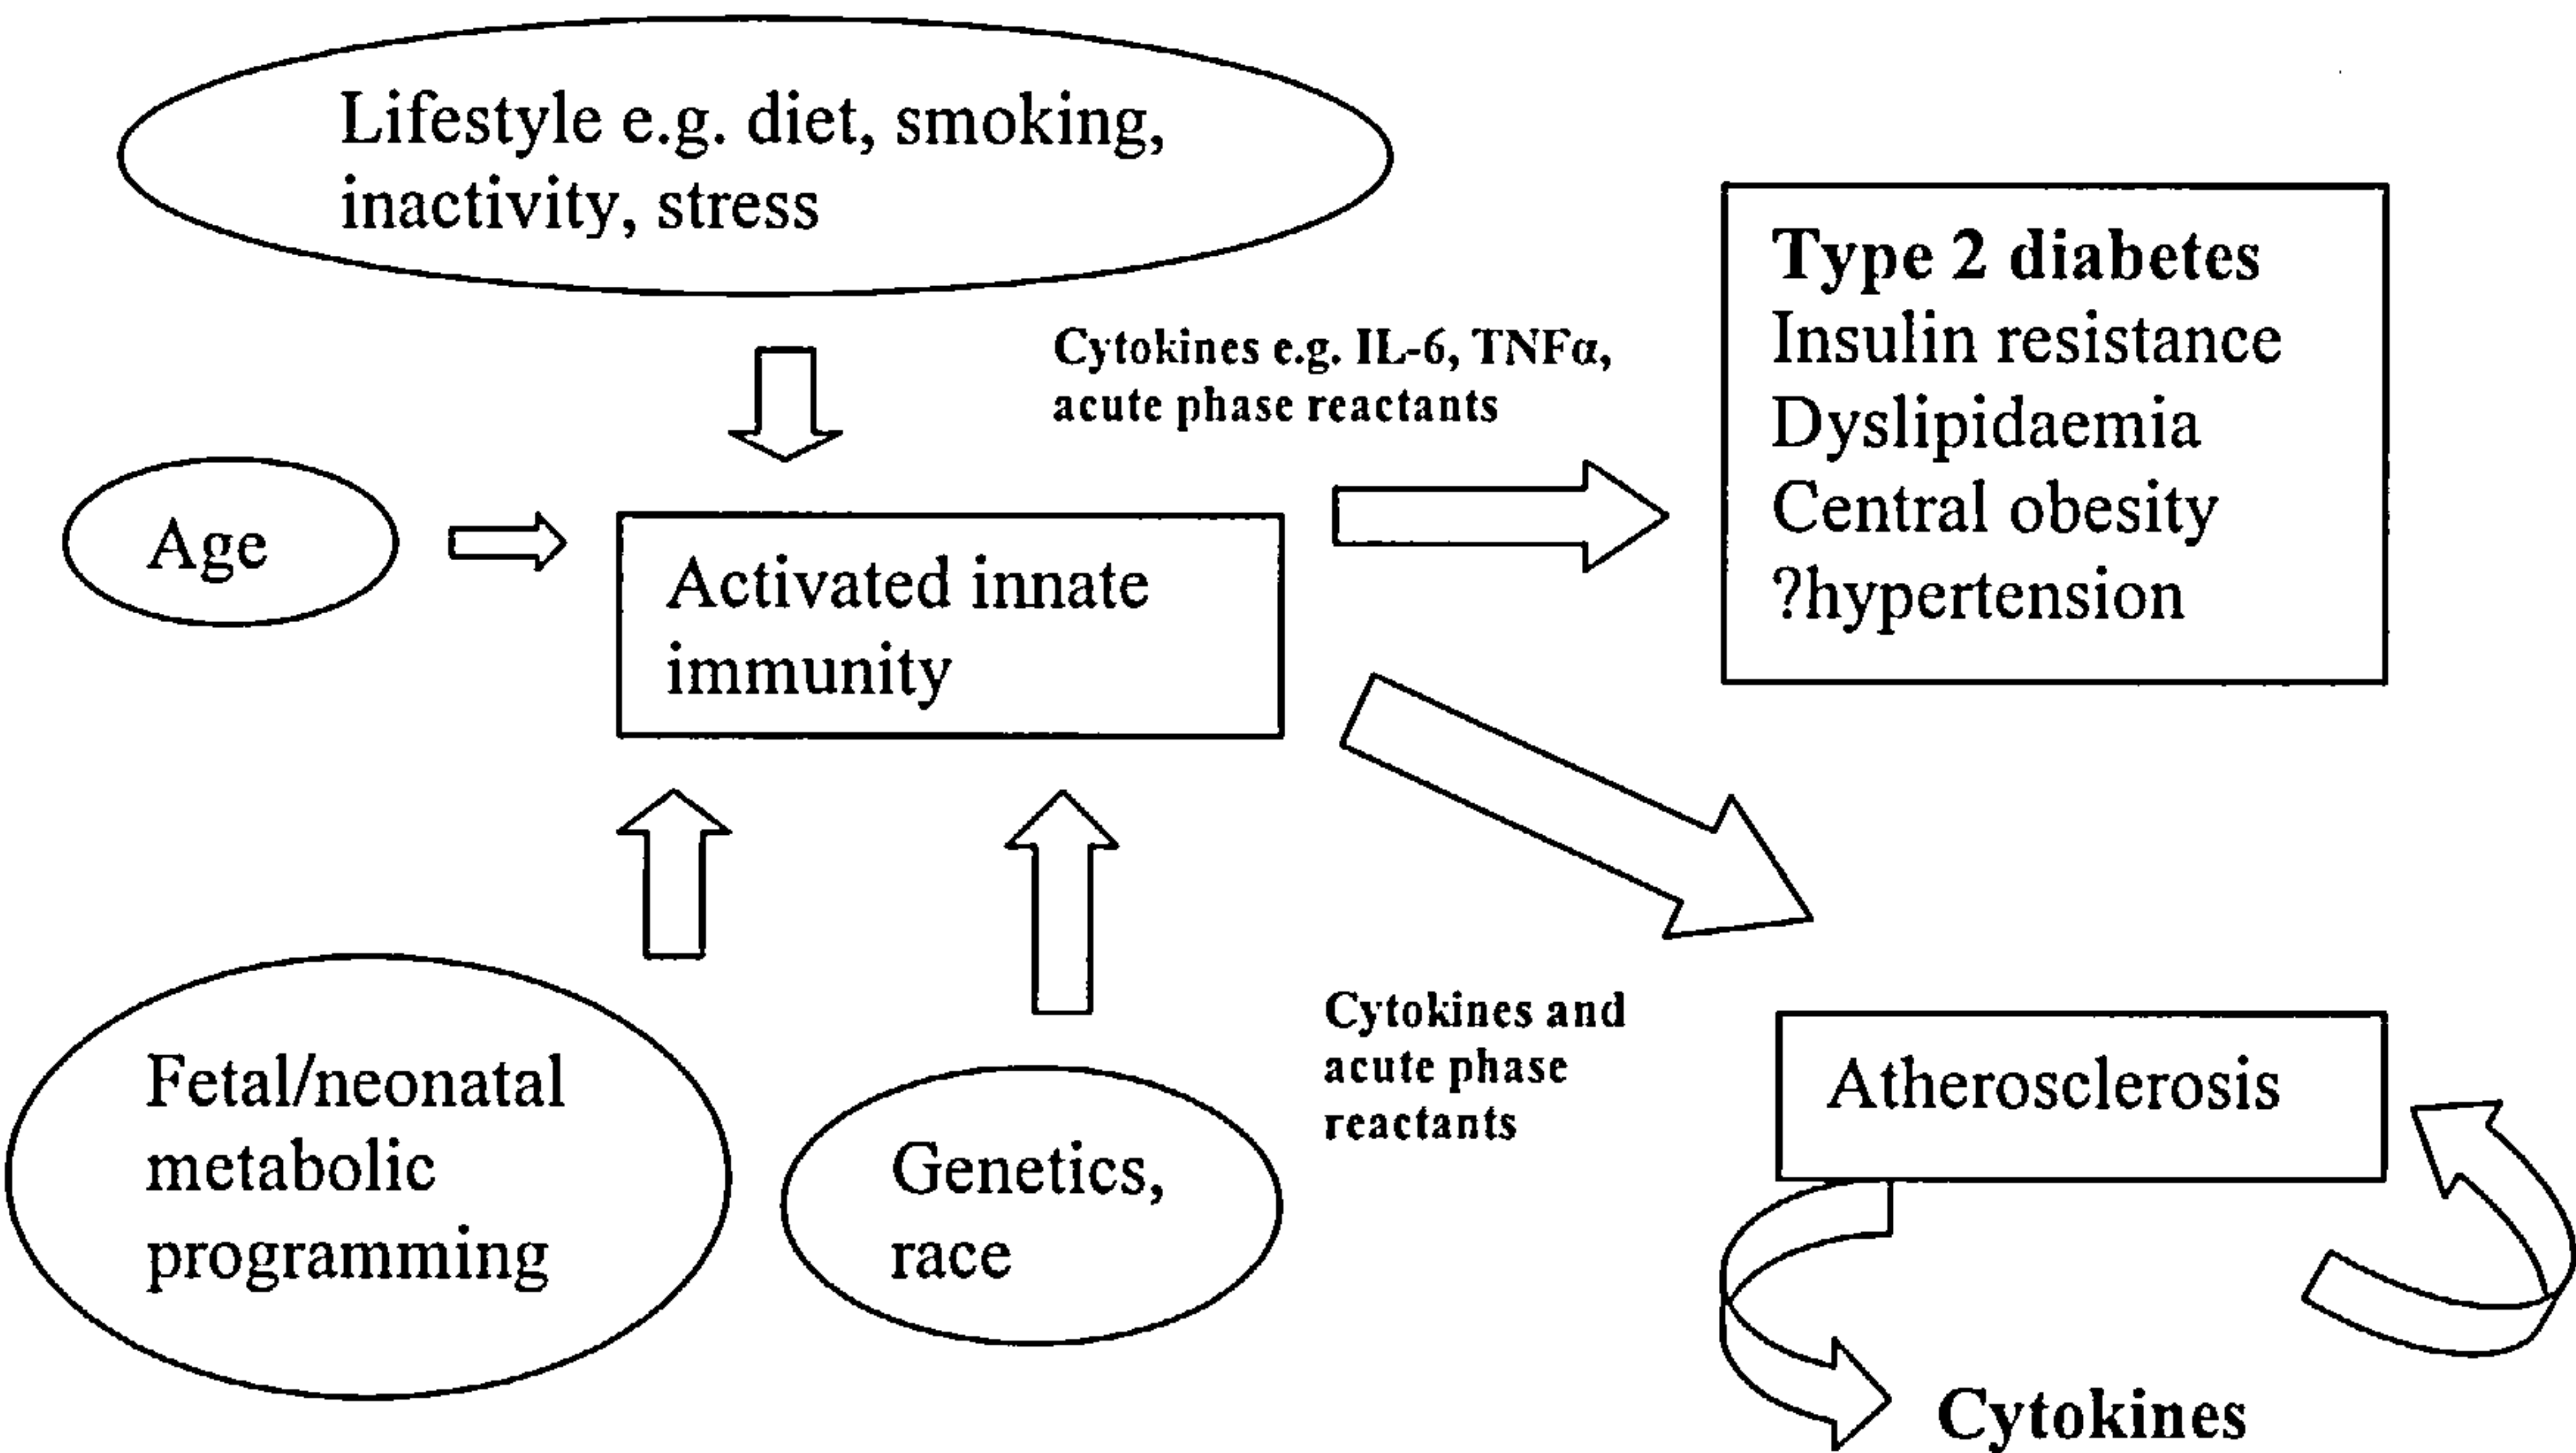 Lifestyle e.g. diet, smoking,
inactivity, stress
Cytokines e.g. IL-6, TNFα,
acute phase reactants
Type 2 diabetes
Insulin resistance
Dyslipidaemia
Central obesity
?hypertension
Age
Activated innate
immunity
Fetal/neonatal
metabolic
programming
Genetics,
race
Cytokines and
acute phase
reactants
Atherosclerosis
Cytokines